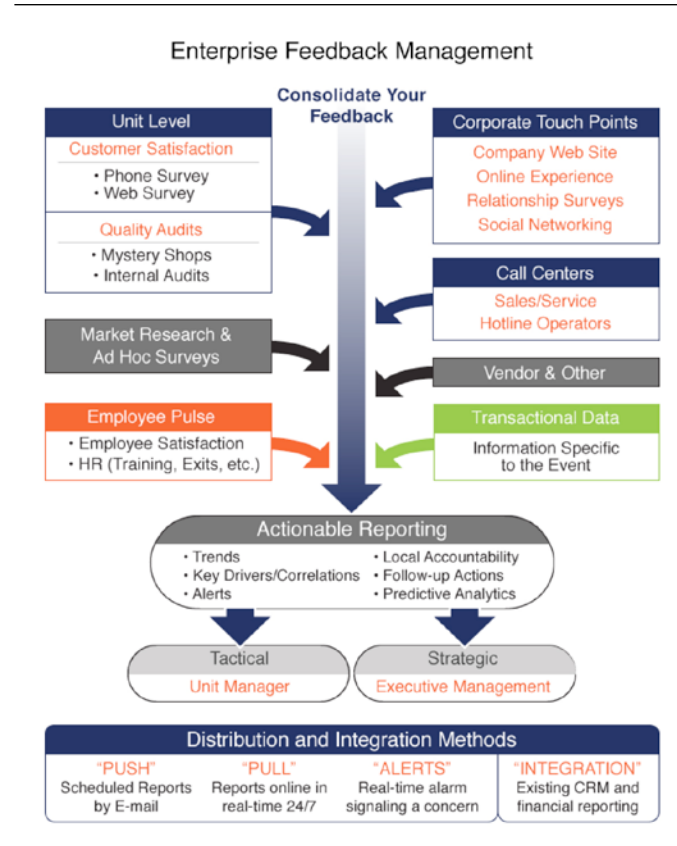 Enterprise Feedback Management
Consolidate Your
Feedback
Unit Level
Customer Satisfaction
• Phone Survey
• Web Survey
Quality Audits
• Mystery Shops
• Internal Audits
Market Research &
Ad Hoc Surveys
Employee Pulse
• Employee Satisfaction
• HR (Training, Exits, etc.)
Corporate Touch Points
Company Web Site
Online Experience
Relationship Surveys
Social Networking
Call Centers
Sales/Service
Hotline Operators
Vendor & Other
Transactional Data
Information Specific
to the Event
Actionable Reporting
• Trends
• Key Drivers/Correlations
• Alerts
• Local Accountability
• Follow-up Actions
• Predictive Analytics
Tactical
Unit Manager
Strategic
Executive Management
Distribution and Integration Methods
"PUSH"
Scheduled Reports
by E-mail
"PULL"
Reports online in
real-time 24/7
"ALERTS"
Real-time alarm
signaling a concern
"INTEGRATION"
Existing CRM and
financial reporting